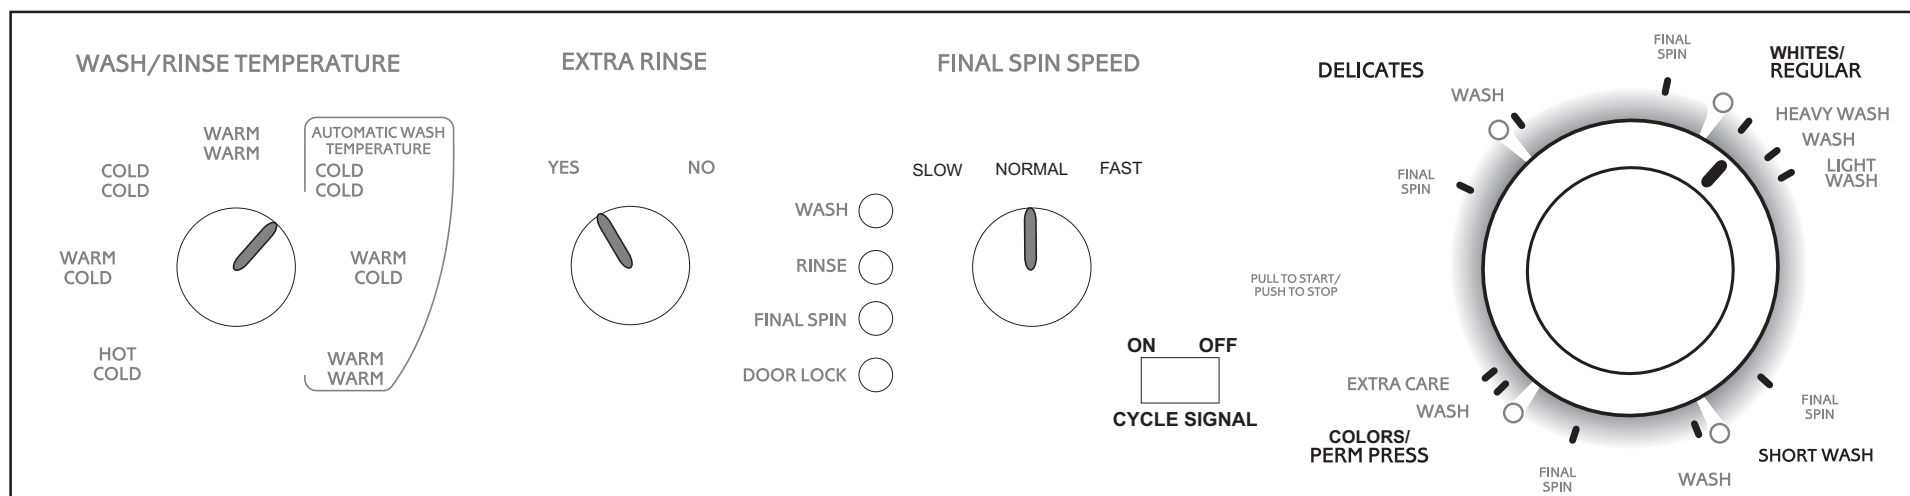 WASH/RINSE TEMPERATURE
WARM
WARM
AUTOMATIC WASH
TEMPERATURE
COLD
COLD
COLD
COLD
WARM
COLD
WARM
COLD
HOT
COLD
WARM
WARM
EXTRA RINSE
YES
NO
WASH
RINSE
FINAL SPIN
DOOR LOCK
FINAL SPIN SPEED
SLOW
NORMAL
FAST
ON
OFF
CYCLE SIGNAL
PULL TO START/
PUSH TO STOP
DELICATES
WASH
FINAL
SPIN
FINAL
SPIN
WHITES/
REGULAR
HEAVY WASH
WASH
LIGHT
WASH
EXTRA CARE
WASH
COLORS/
PERM PRESS
FINAL
SPIN
FINAL
SPIN
SHORT WASH
WASH